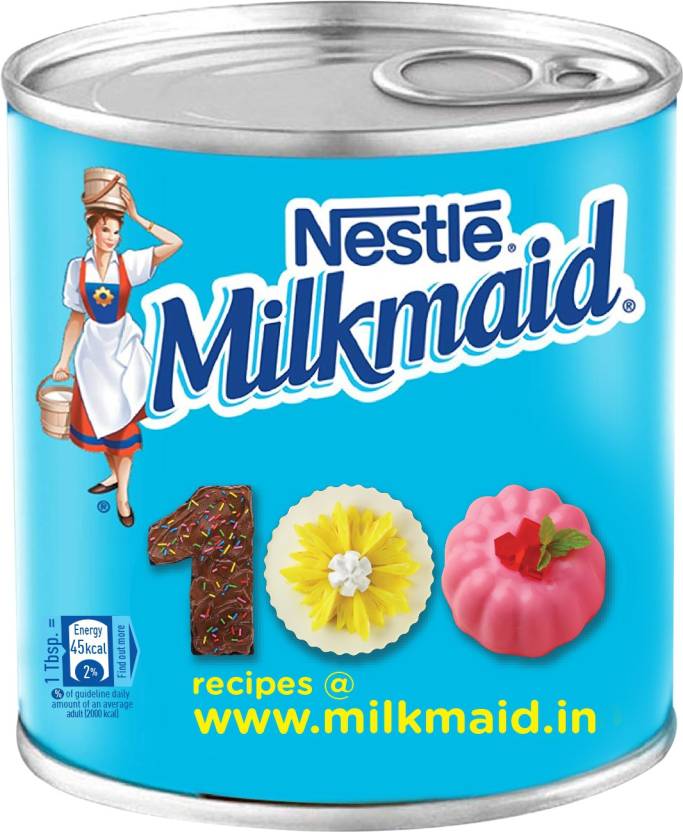 Nestlé®
Milkmaid®
®
100
recipes @
www.milkmaid.in
1 Tbsp. =
Energy
45kcal
2%
Find out more
% of guideline daily
amount of an average
adult (2000 kcal)